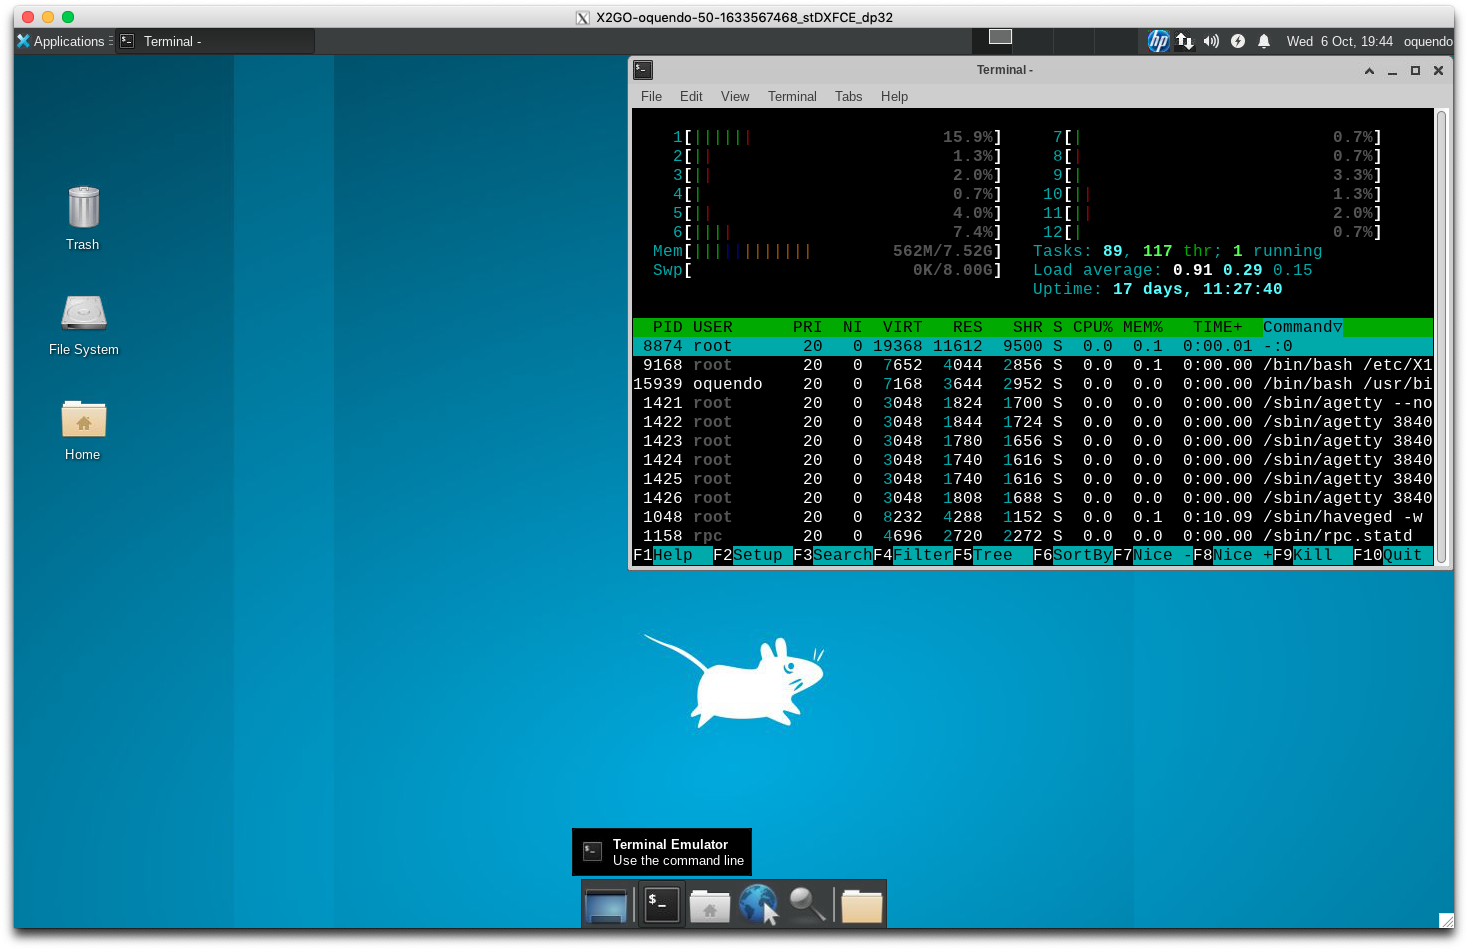 X2GO-oquendo-50-1633567468_stDXFCE_dp32
Applications Terminal - hp Wed 6 Oct, 19:44 oquendo
Terminal -
File Edit View Terminal Tabs Help
1[|||||| 15.9%] 7[| 0.7%]
2[|| 1.3%] 8[| 0.7%]
3[|| 2.0%] 9[| 3.3%]
4[| 0.7%] 10[|| 1.3%]
5[|| 4.0%] 11[|| 2.0%]
6[|||| 7.4%] 12[| 0.7%]
Mem[|||||||||||| 562M/7.52G] Tasks: 89, 117 thr; 1 running
Swp[ 0K/8.00G] Load average: 0.91 0.29 0.15
Uptime: 17 days, 11:27:40
PID USER PRI NI VIRT RES SHR S CPU% MEM% TIME+ Command▽
8874 root 20 0 19368 11612 9500 S 0.0 0.1 0:00.01 -:0
9168 root 20 0 7652 4044 2856 S 0.0 0.1 0:00.00 /bin/bash /etc/X1
15939 oquendo 20 0 7168 3644 2952 S 0.0 0.0 0:00.00 /bin/bash /usr/bi
1421 root 20 0 3048 1824 1700 S 0.0 0.0 0:00.00 /sbin/agetty --no
1422 root 20 0 3048 1844 1724 S 0.0 0.0 0:00.00 /sbin/agetty 3840
1423 root 20 0 3048 1780 1656 S 0.0 0.0 0:00.00 /sbin/agetty 3840
1424 root 20 0 3048 1740 1616 S 0.0 0.0 0:00.00 /sbin/agetty 3840
1425 root 20 0 3048 1740 1616 S 0.0 0.0 0:00.00 /sbin/agetty 3840
1426 root 20 0 3048 1808 1688 S 0.0 0.0 0:00.00 /sbin/agetty 3840
1048 root 20 0 8232 4288 1152 S 0.0 0.1 0:10.09 /sbin/haveged -w
1158 rpc 20 0 4696 2720 2272 S 0.0 0.0 0:00.00 /sbin/rpc.statd
F1Help F2Setup F3SearchF4FilterF5Tree F6SortByF7Nice -F8Nice +F9Kill F10Quit
Trash
File System
Home
Terminal Emulator
Use the command line
$_